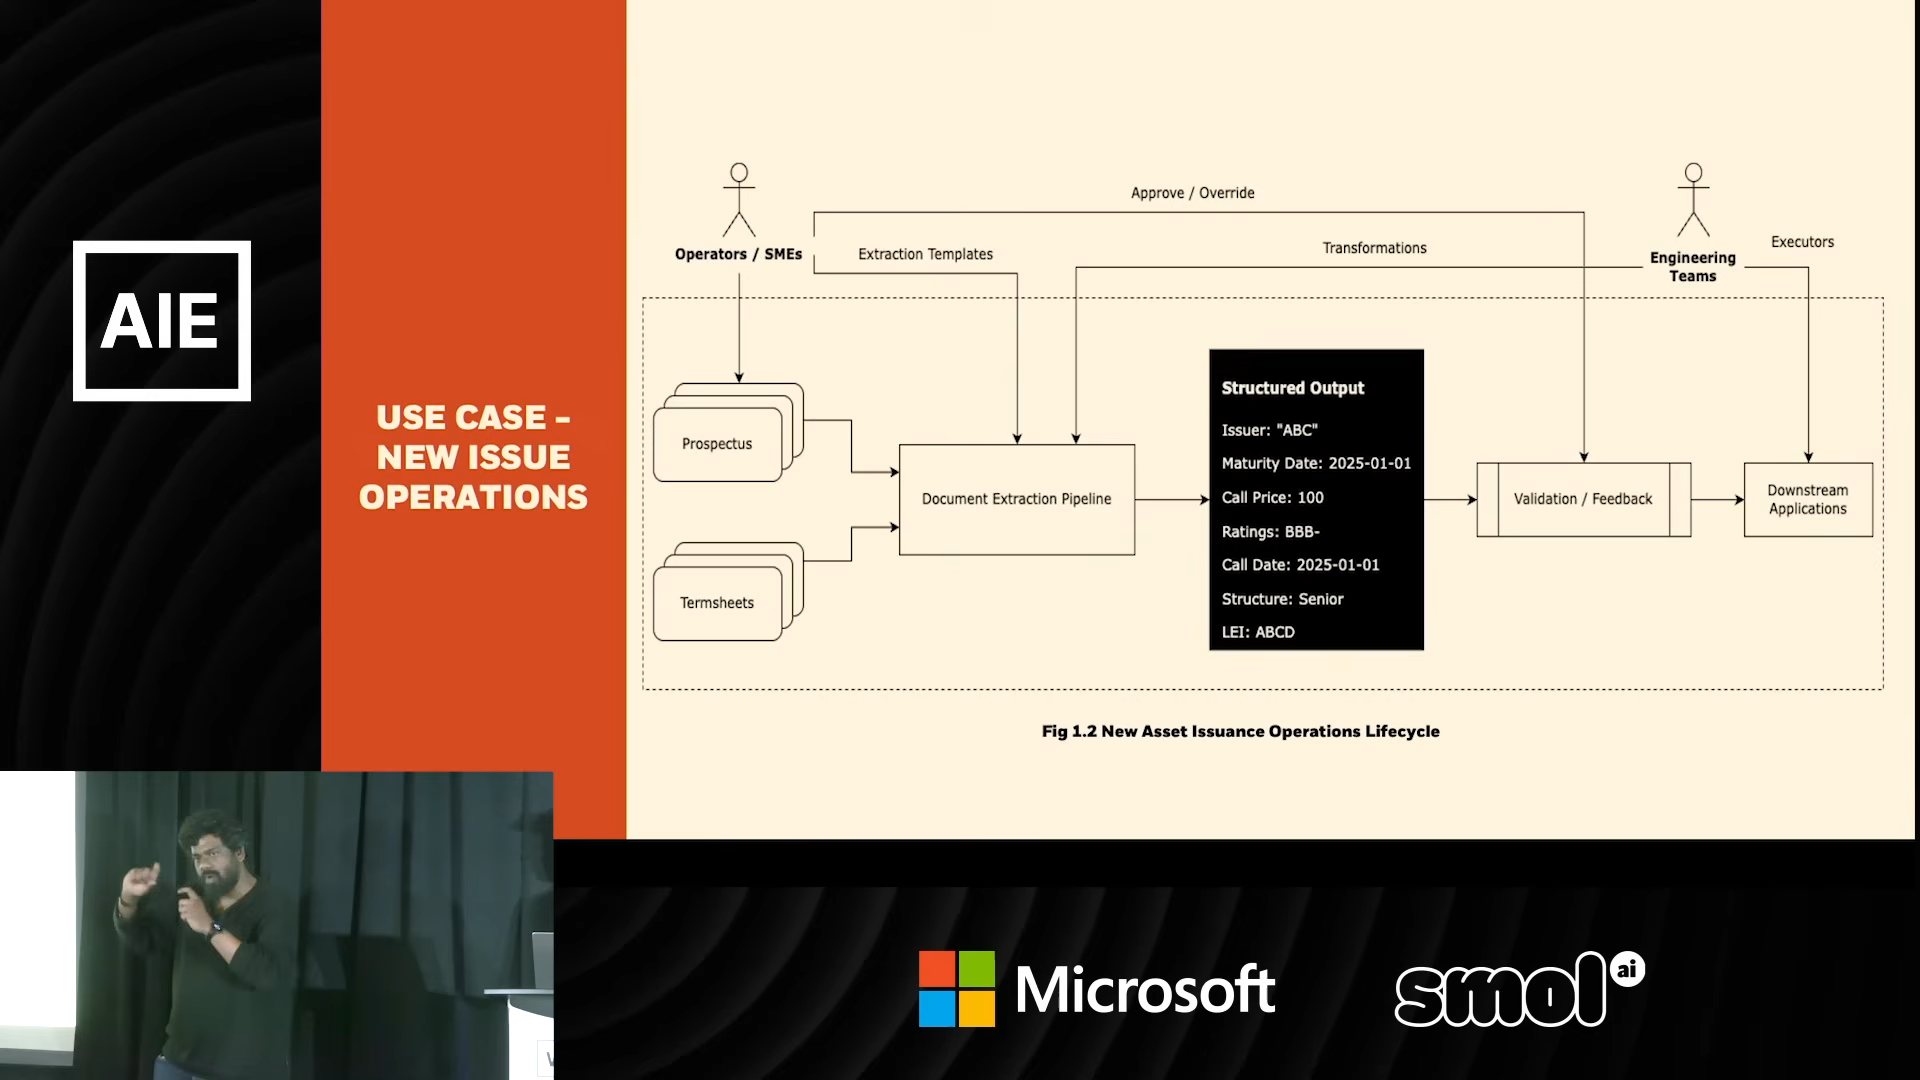 AIE
USE CASE -
NEW ISSUE
OPERATIONS
Operators / SMEs
Approve / Override
Extraction Templates
Transformations
Engineering
Teams
Executors
Prospectus
Termsheets
Document Extraction Pipeline
Structured Output
Issuer: "ABC"
Maturity Date: 2025-01-01
Call Price: 100
Ratings: BBB-
Call Date: 2025-01-01
Structure: Senior
LEI: ABCD
Validation / Feedback
Downstream
Applications
Fig 1.2 New Asset Issuance Operations Lifecycle
Microsoft
smol ai